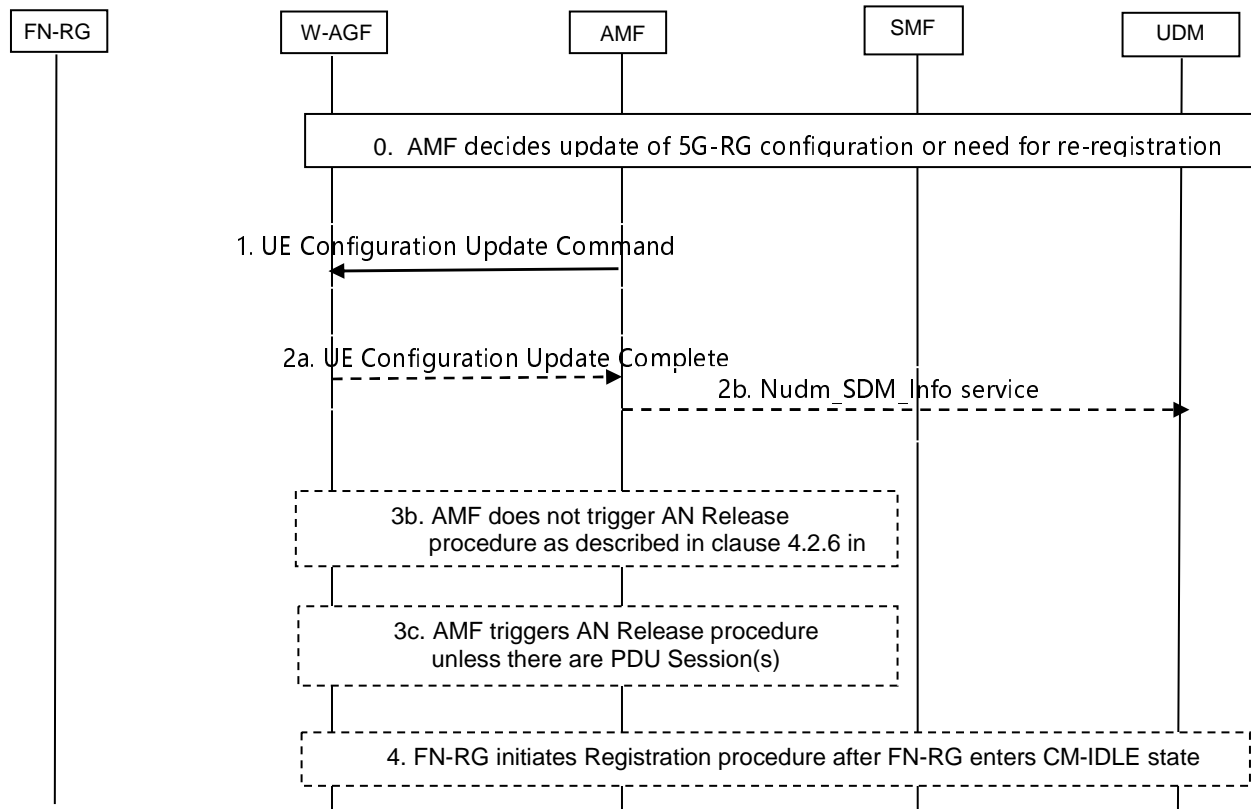 FN-RG
W-AGF
AMF
SMF
UDM
0. AMF decides update of 5G-RG configuration or need for re-registration
1. UE Configuration Update Command
2a. UE Configuration Update Complete
2b. Nudm_SDM_Info service
3b. AMF does not trigger AN Release
procedure as described in clause 4.2.6 in
3c. AMF triggers AN Release procedure
unless there are PDU Session(s)
4. FN-RG initiates Registration procedure after FN-RG enters CM-IDLE state